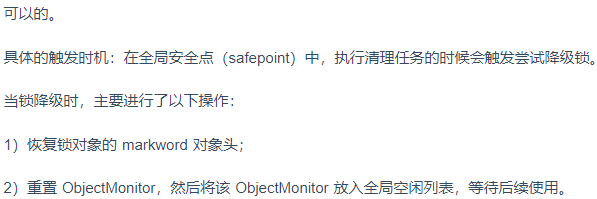 可以的。
具体的触发时机：在全局安全点（safepoint）中，执行清理任务的时候会触发尝试降级锁。
当锁降级时，主要进行了以下操作：
1）恢复锁对象的 markword 对象头；
2）重置 ObjectMonitor，然后将该 ObjectMonitor 放入全局空闲列表，等待后续使用。